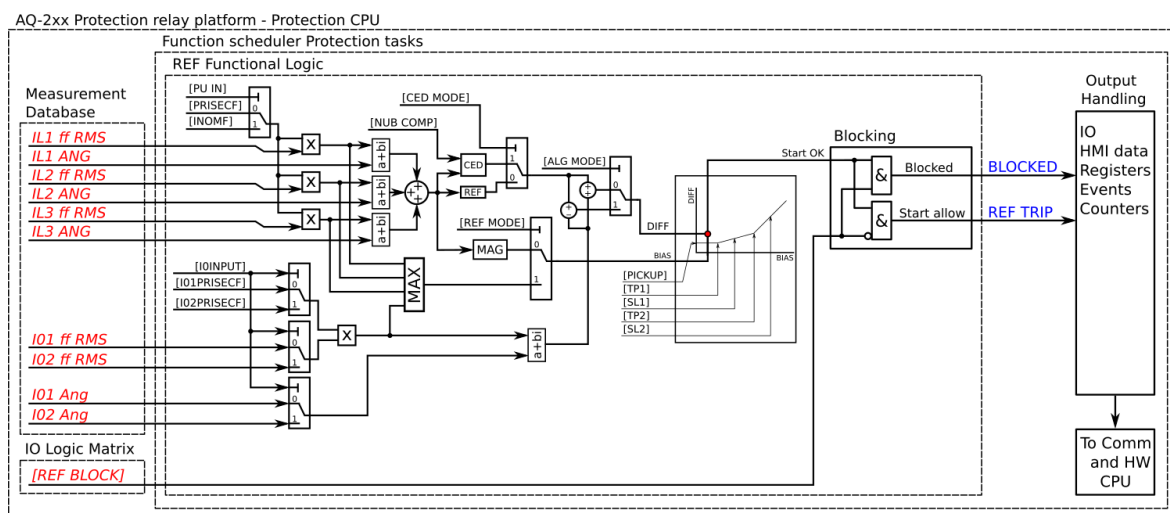 AQ-2xx Protection relay platform - Protection CPU
Function scheduler Protection tasks
REF Functional Logic
Measurement
Database
IL1 ff RMS
IL1 ANG
IL2 ff RMS
IL2 ANG
IL3 ff RMS
IL3 ANG
I01 ff RMS
I02 ff RMS
I01 Ang
I02 Ang
IO Logic Matrix
[REF BLOCK]
[PU IN]
[PRISECF]
[INOMF]
0
1
X
X
X
a+bi
a+bi
a+bi
+
+
+
[NUB COMP]
[CED MODE]
CED
REF
1
0
[ALG MODE]
0
1
+
-
+
+
[REF MODE]
MAG
0
1
MAX
[I0INPUT]
[I01PRISECF]
[I02PRISECF]
0
1
0
1
0
1
X
a+bi
DIFF
BIAS
DIFF
BIAS
[PICKUP]
[TP1]
[SL1]
[TP2]
[SL2]
Start OK
Blocking
&
Blocked
&
Start allow
BLOCKED
REF TRIP
Output
Handling
IO
HMI data
Registers
Events
Counters
To Comm
and HW
CPU